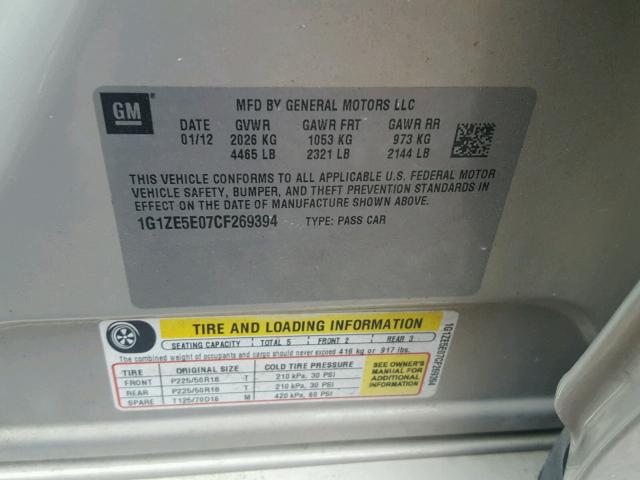 GM
MFD BY GENERAL MOTORS LLC
DATE GVWR GAWR FRT GAWR RR
01/12 2026 KG 1053 KG 973 KG
4465 LB 2321 LB 2144 LB
THIS VEHICLE CONFORMS TO ALL APPLICABLE U.S. FEDERAL MOTOR
VEHICLE SAFETY, BUMPER, AND THEFT PREVENTION STANDARDS IN
EFFECT ON THE DATE OF MANUFACTURE SHOWN ABOVE.
1G1ZE5E07CF269394 TYPE: PASS CAR
TIRE AND LOADING INFORMATION
SEATING CAPACITY TOTAL 5 FRONT 2 REAR 3
The combined weight of occupants and cargo should never exceed 416 kg or 917 lbs.
TIRE ORIGINAL SIZE COLD TIRE PRESSURE
FRONT P225/50R18 T 210 kPa, 30 PSI
REAR P225/50R18 T 210 kPa, 30 PSI
SPARE T125/70D16 M 420 kPa, 60 PSI
SEE OWNER'S
MANUAL FOR
ADDITIONAL
INFORMATION
1G1ZE5E07CF269394